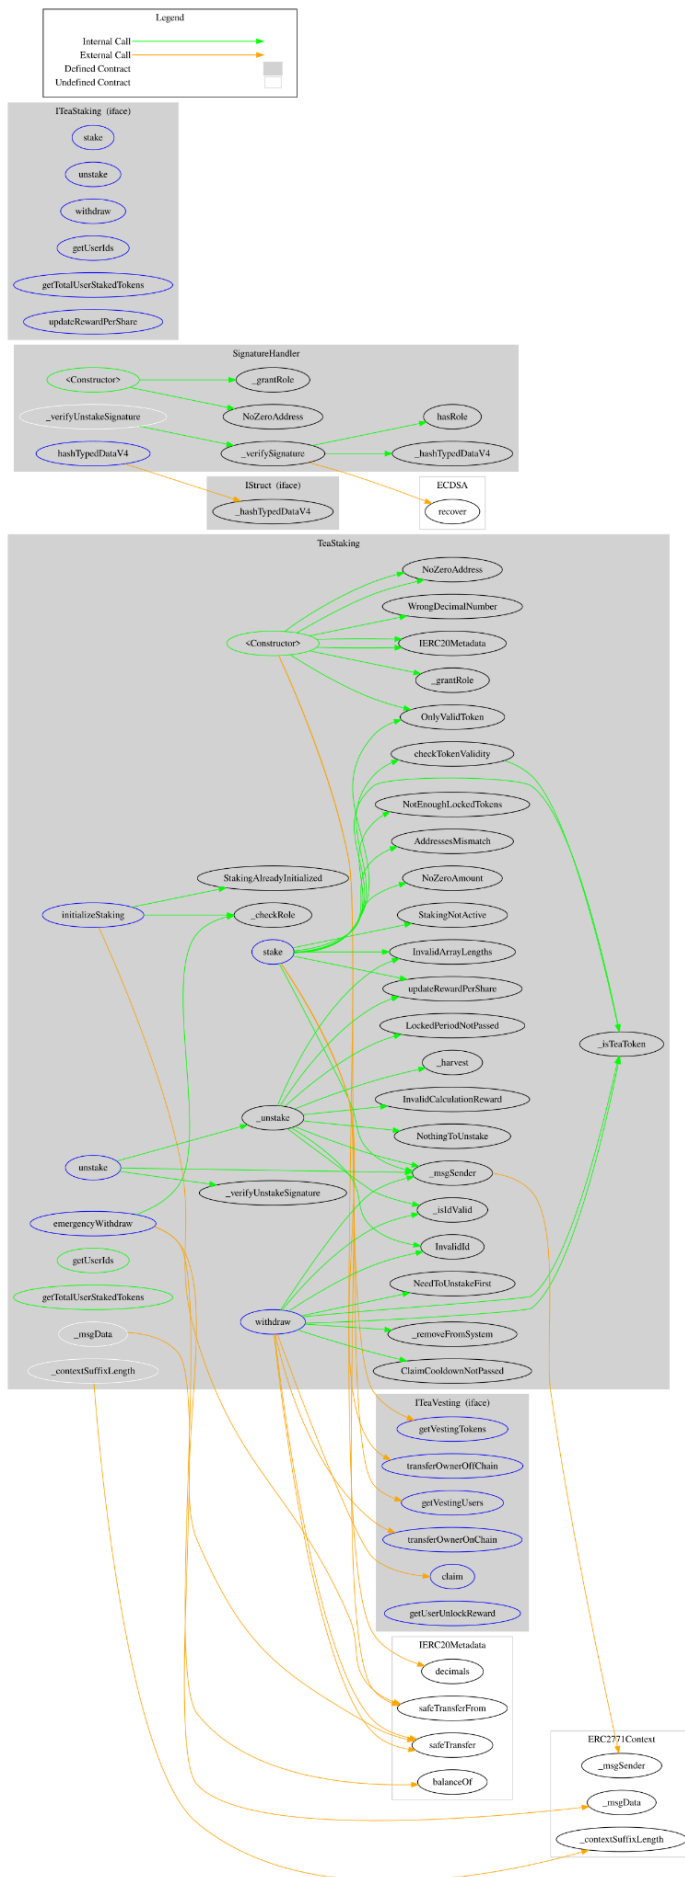 Legend
Internal Call
External Call
Defined Contract
Undefined Contract
ITeaStaking (iface)
stake
unstake
withdraw
getUserIds
getTotalUserStakedTokens
updateRewardPerShare
SignatureHandler
<Constructor>
_grantRole
_verifyUnstakeSignature
NoZeroAddress
hasRole
hashTypedDataV4
_verifySignature
_hashTypedDataV4
IStruct (iface)
_hashTypedDataV4
ECDSA
recover
TeaStaking
NoZeroAddress
WrongDecimalNumber
<Constructor>
IERC20Metadata
_grantRole
OnlyValidToken
checkTokenValidity
NotEnoughLockedTokens
AddressesMismatch
StakingAlreadyInitialized
NoZeroAmount
initializeStaking
_checkRole
StakingNotActive
stake
InvalidArrayLengths
updateRewardPerShare
LockedPeriodNotPassed
_isTeaToken
_harvest
InvalidCalculationReward
_unstake
NothingToUnstake
unstake
_msgSender
_verifyUnstakeSignature
_isIdValid
emergencyWithdraw
InvalidId
getUserIds
NeedToUnstakeFirst
getTotalUserStakedTokens
withdraw
_removeFromSystem
_msgData
ClaimCooldownNotPassed
_contextSuffixLength
ITeaVesting (iface)
getVestingTokens
transferOwnerOffChain
getVestingUsers
transferOwnerOnChain
claim
getUserUnlockReward
IERC20Metadata
decimals
safeTransferFrom
safeTransfer
balanceOf
ERC2771Context
_msgSender
_msgData
_contextSuffixLength